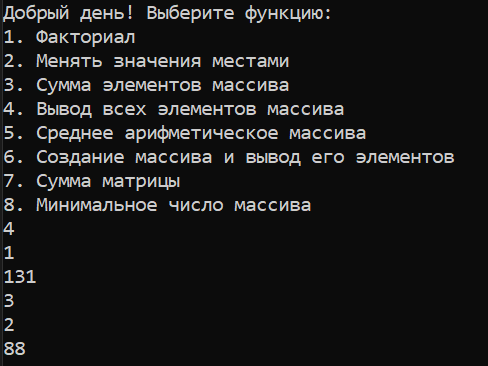 Добрый день! Выберите функцию:
1. Факториал
2. Менять значения местами
3. Сумма элементов массива
4. Вывод всех элементов массива
5. Среднее арифметическое массива
6. Создание массива и вывод его элементов
7. Сумма матрицы
8. Минимальное число массива
4
1
131
3
2
88